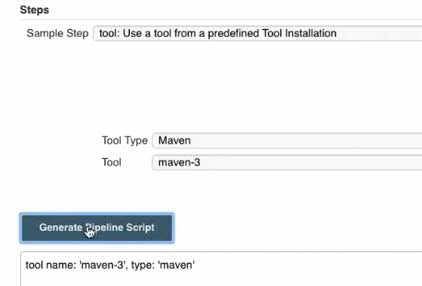 Steps
Sample Step tool: Use a tool from a predefined Tool Installation
Tool Type Maven
Tool maven-3
Generate Pipeline Script
tool name: 'maven-3', type: 'maven'